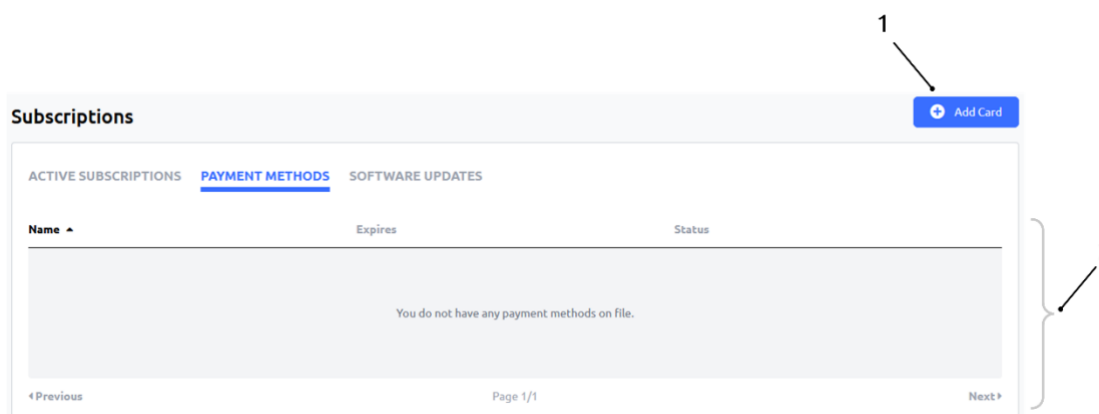 1
Subscriptions
Add Card
ACTIVE SUBSCRIPTIONS PAYMENT METHODS SOFTWARE UPDATES
Name Expires Status
You do not have any payment methods on file.
Previous Page 1/1 Next